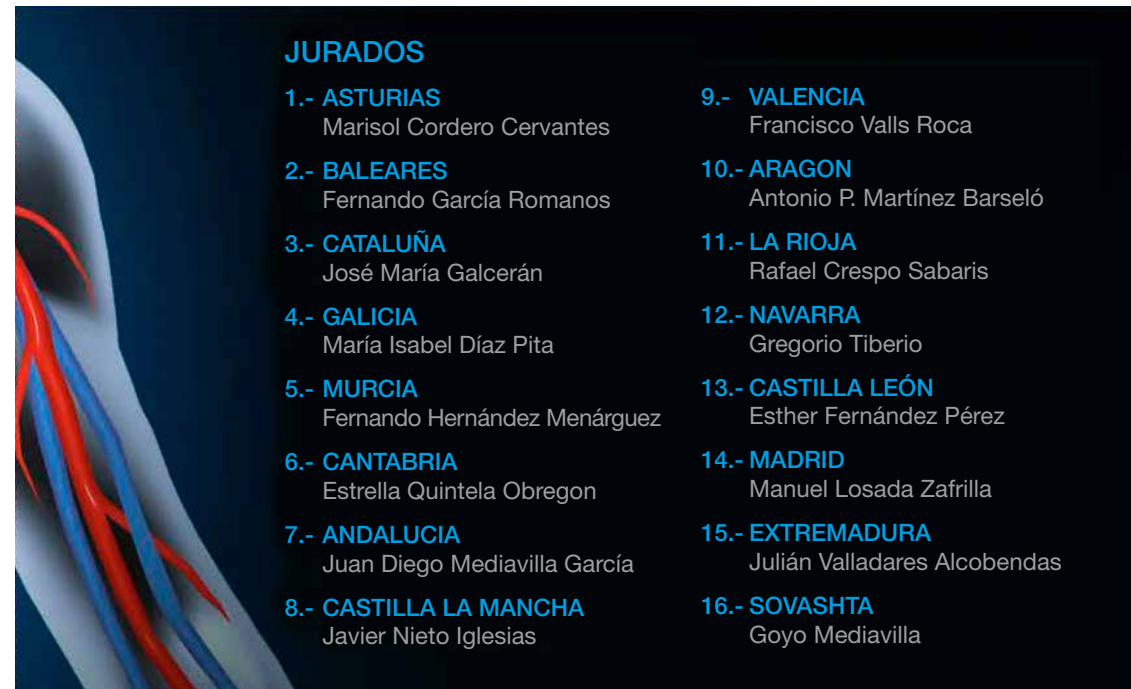 JURADOS
1.- ASTURIAS
Marisol Cordero Cervantes
2.- BALEARES
Fernando García Romanos
3.- CATALUÑA
José María Galcerán
4.- GALICIA
María Isabel Díaz Pita
5.- MURCIA
Fernando Hernández Menárguez
6.- CANTABRIA
Estrella Quintela Obregon
7.- ANDALUCIA
Juan Diego Mediavilla García
8.- CASTILLA LA MANCHA
Javier Nieto Iglesias
9.- VALENCIA
Francisco Valls Roca
10.- ARAGON
Antonio P. Martínez Barseló
11.- LA RIOJA
Rafael Crespo Sabaris
12.- NAVARRA
Gregorio Tiberio
13.- CASTILLA LEÓN
Esther Fernández Pérez
14.- MADRID
Manuel Losada Zafrilla
15.- EXTREMADURA
Julián Valladares Alcobendas
16.- SOVASHTA
Goyo Mediavilla